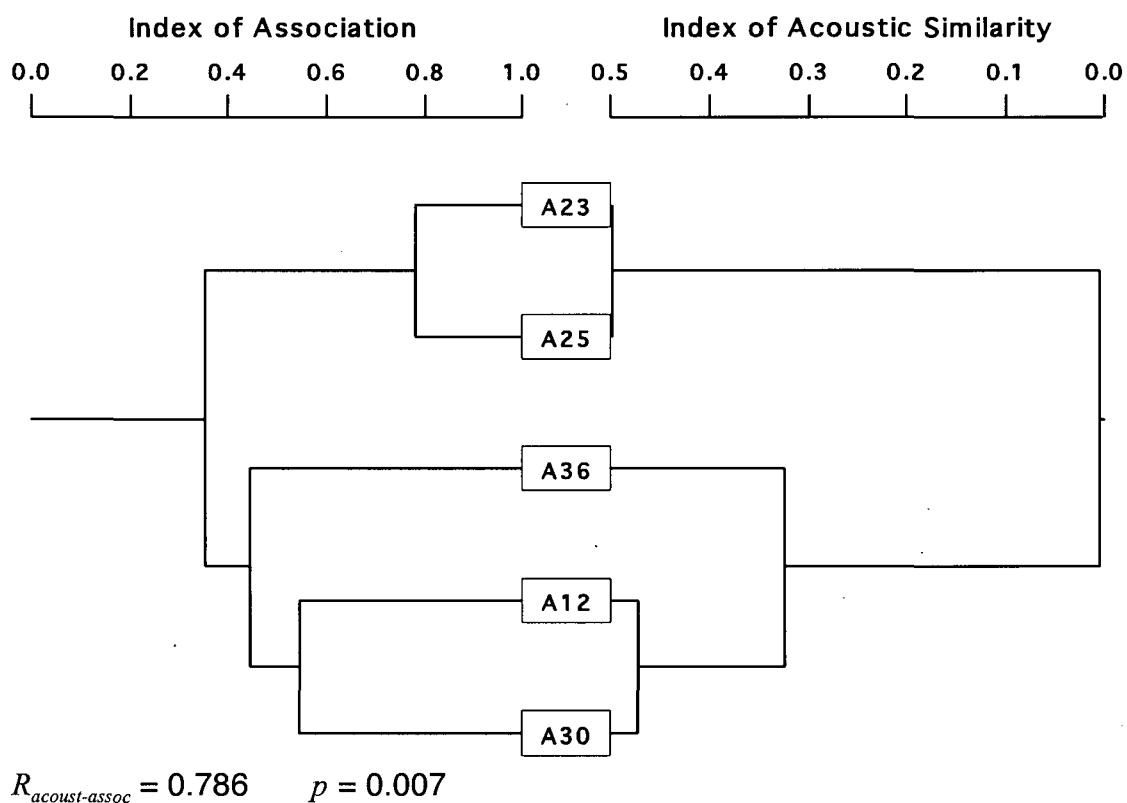 Index of Association Index of Acoustic Similarity
0.0 0.2 0.4 0.6 0.8 1.0 0.5 0.4 0.3 0.2 0.1 0.0
A23
A25
A36
A12
A30
R_acoust-assoc = 0.786 p = 0.007